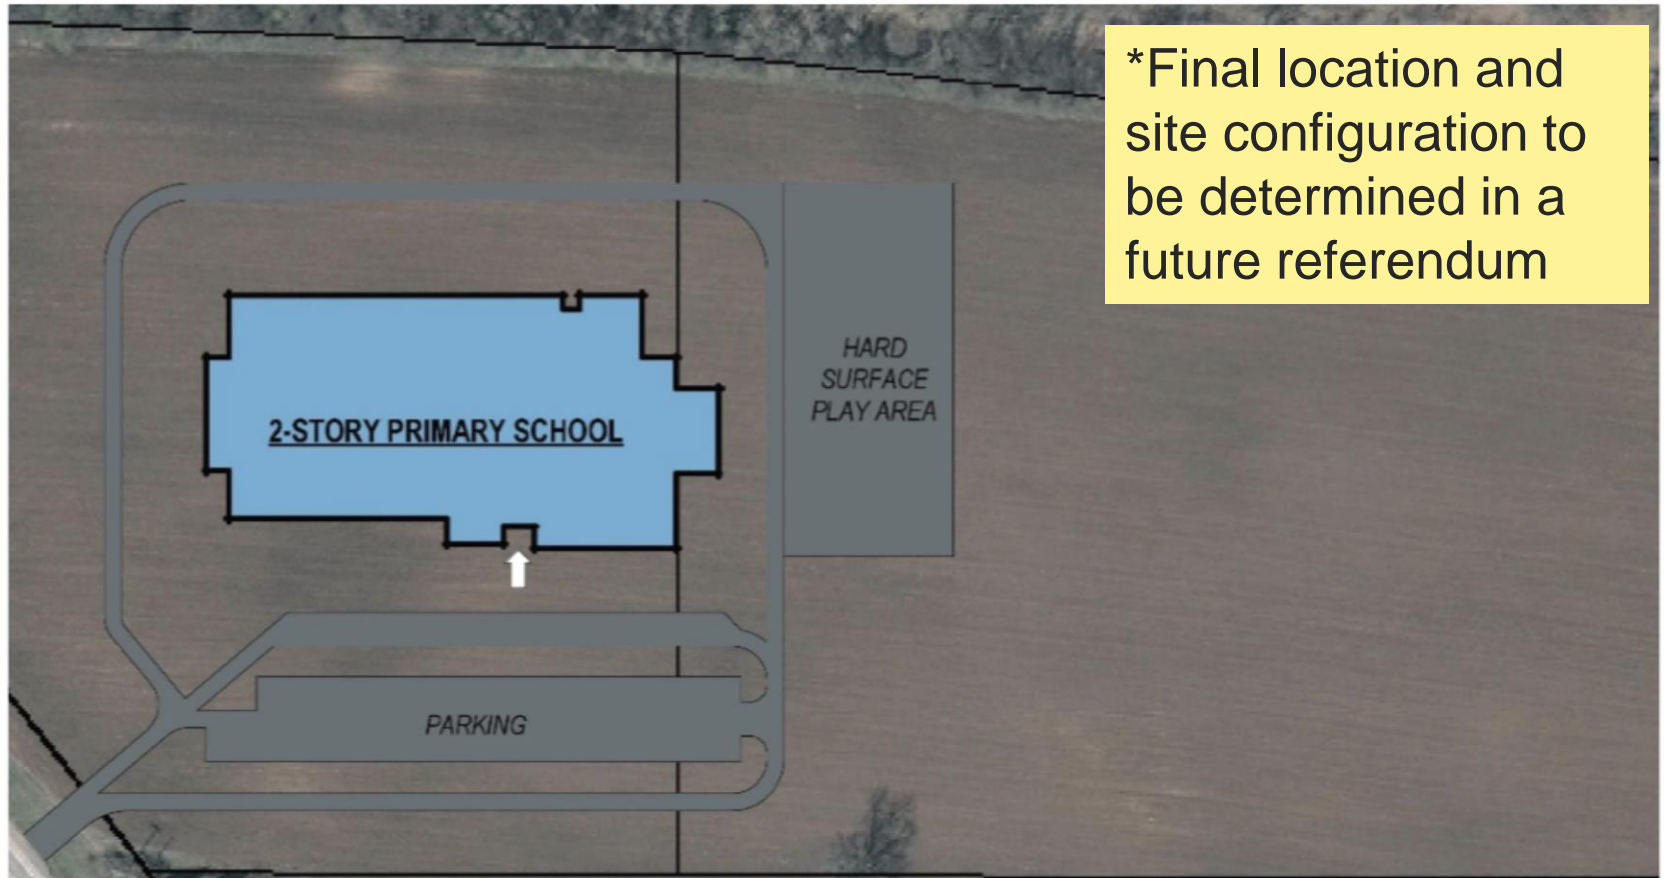 *Final location and
site configuration to
be determined in a
future referendum
HARD
SURFACE
PLAY AREA
2-STORY PRIMARY SCHOOL
PARKING